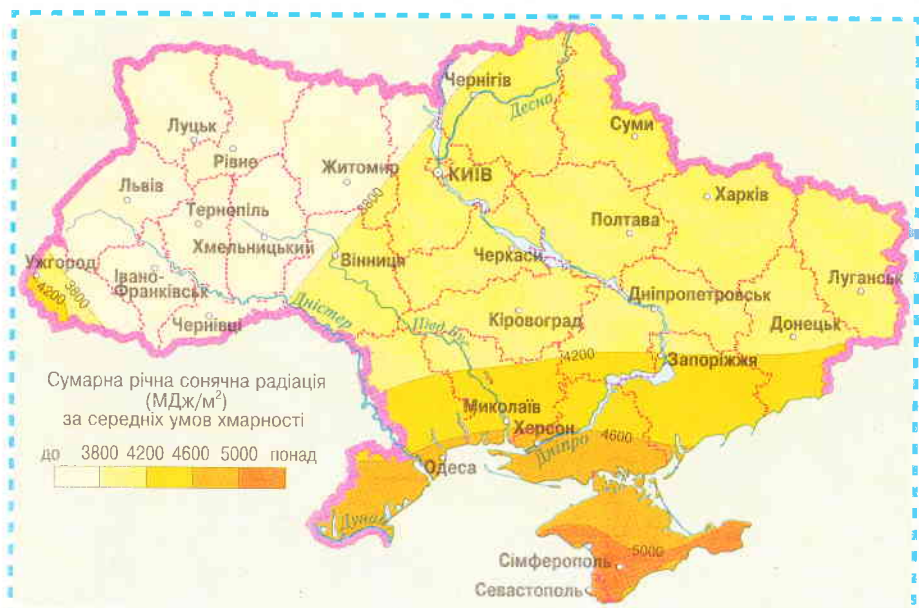 Чернігів
Десна
Суми
Луцьк
Рівне
Житомир
КИЇВ
Харків
Львів
3800
Тернопіль
Полтава
Хмельницький
Черкаси
Вінниця
Ужгород
Івано-
Франківськ
Луганськ
4200
3800
Дніпропетровськ
Чернівці
Дністер
Кіровоград
Півд. Буг
Донецьк
4200
Запоріжжя
Сумарна річна сонячна радіація
(МДж/м²)
за середніх умов хмарності
Миколаїв
Херсон
4600
Дніпро
до 3800 4200 4600 5000 понад
Одеса
Дунай
5000
Сімферополь
Севастополь